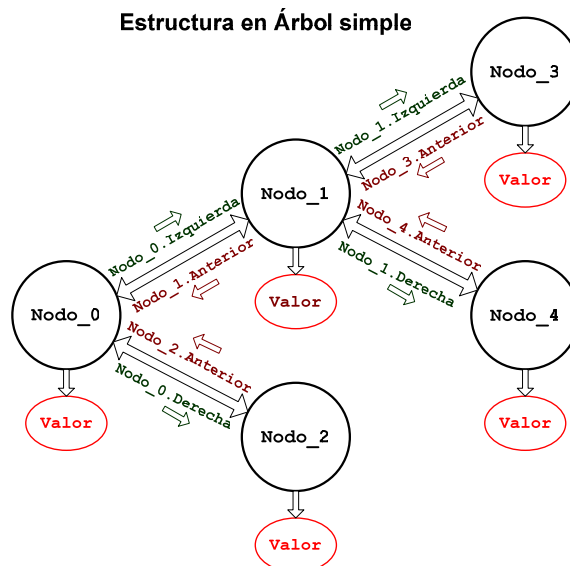 Estructura en Árbol simple
Nodo_3
Nodo_1.Izquierda
Nodo_3.Anterior
Valor
Nodo_1
Nodo_0.Izquierda
Nodo_1.Anterior
Nodo_4.Anterior
Nodo_1.Derecha
Valor
Nodo_0
Nodo_4
Nodo_2.Anterior
Nodo_0.Derecha
Valor
Valor
Nodo_2
Valor